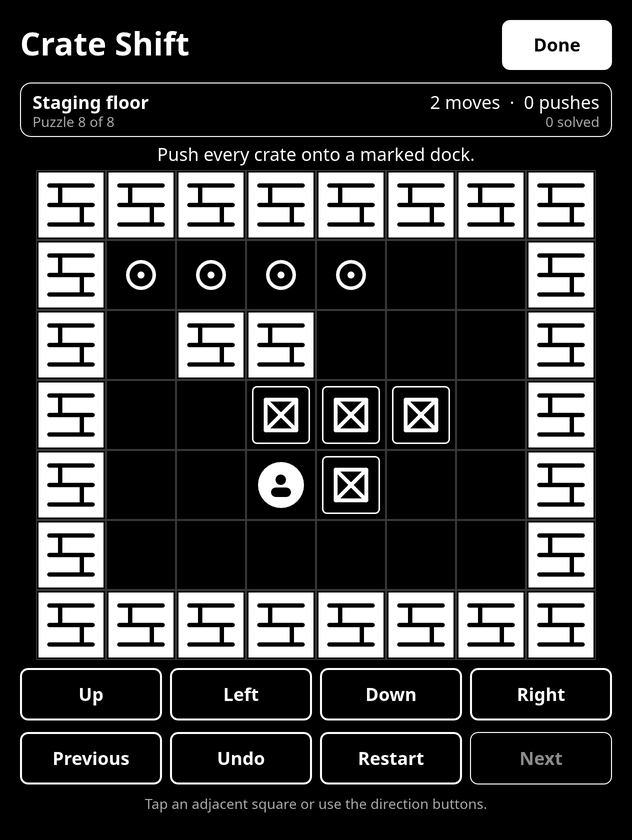 Crate Shift
Done
Staging floor
2 moves · 0 pushes
Puzzle 8 of 8
0 solved
Push every crate onto a marked dock.
Up
Left
Down
Right
Previous
Undo
Restart
Next
Tap an adjacent square or use the direction buttons.